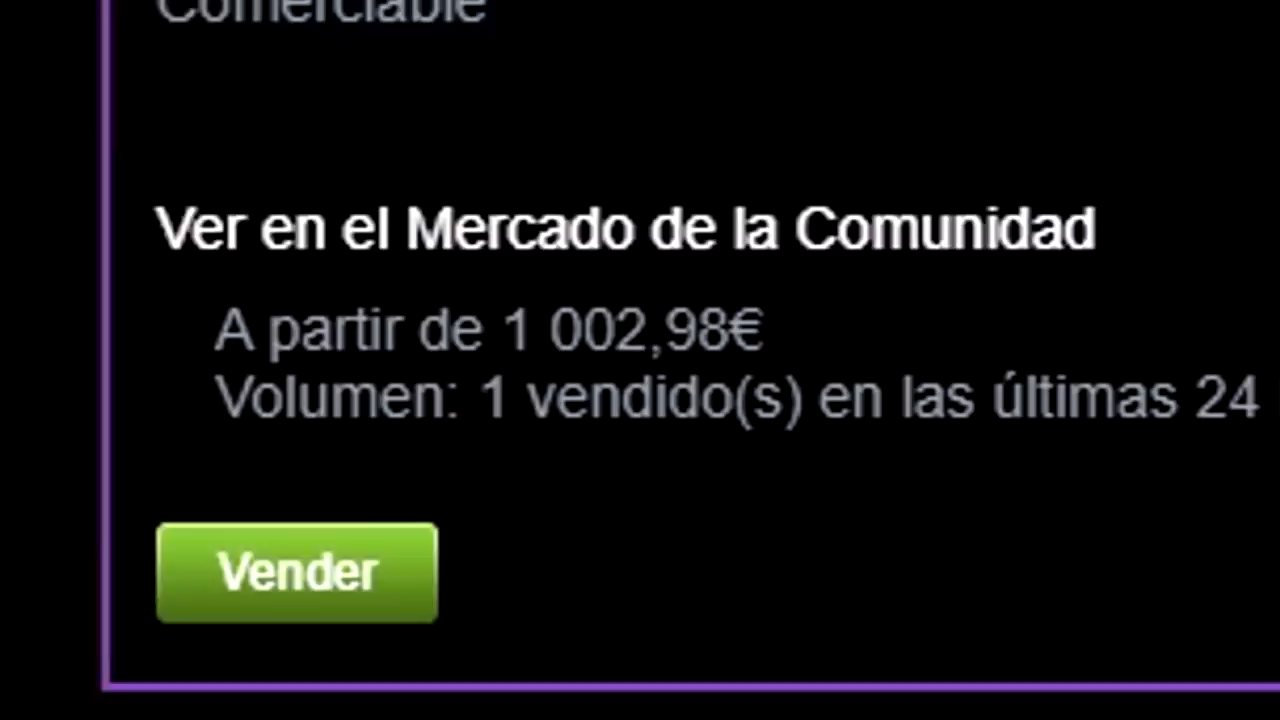 Comerciable
Ver en el Mercado de la Comunidad
A partir de 1 002,98€
Volumen: 1 vendido(s) en las últimas 24
Vender